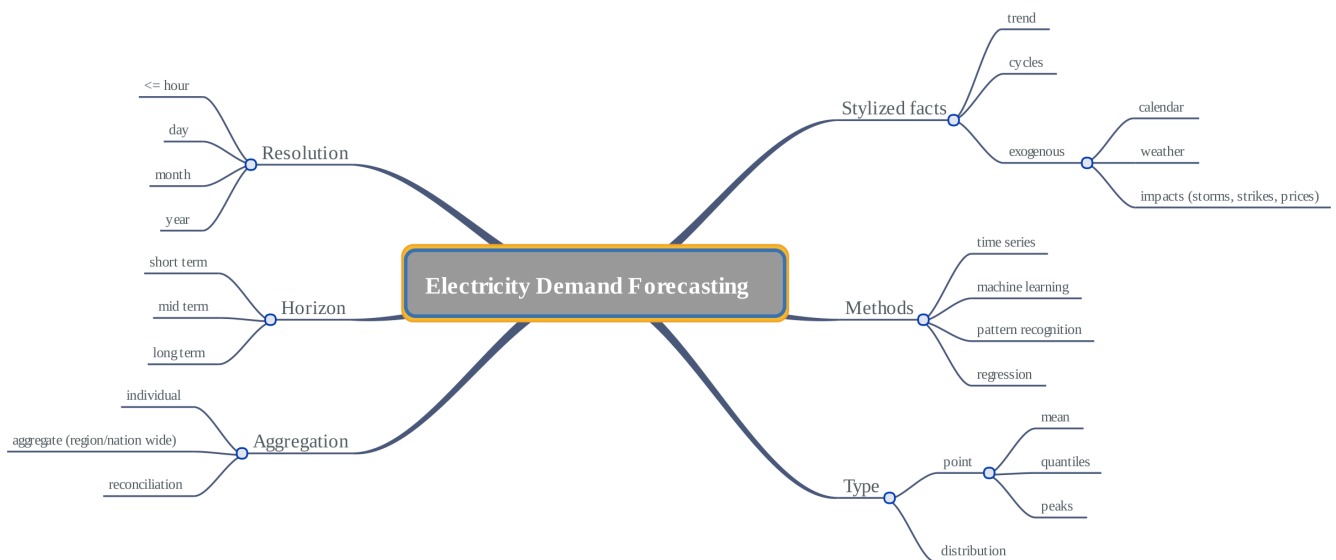 Electricity Demand Forecasting
Resolution
<= hour
day
month
year
Horizon
short term
mid term
long term
Aggregation
individual
aggregate (region/nation wide)
reconciliation
Stylized facts
trend
cycles
exogenous
calendar
weather
impacts (storms, strikes, prices)
Methods
time series
machine learning
pattern recognition
regression
Type
point
mean
quantiles
peaks
distribution